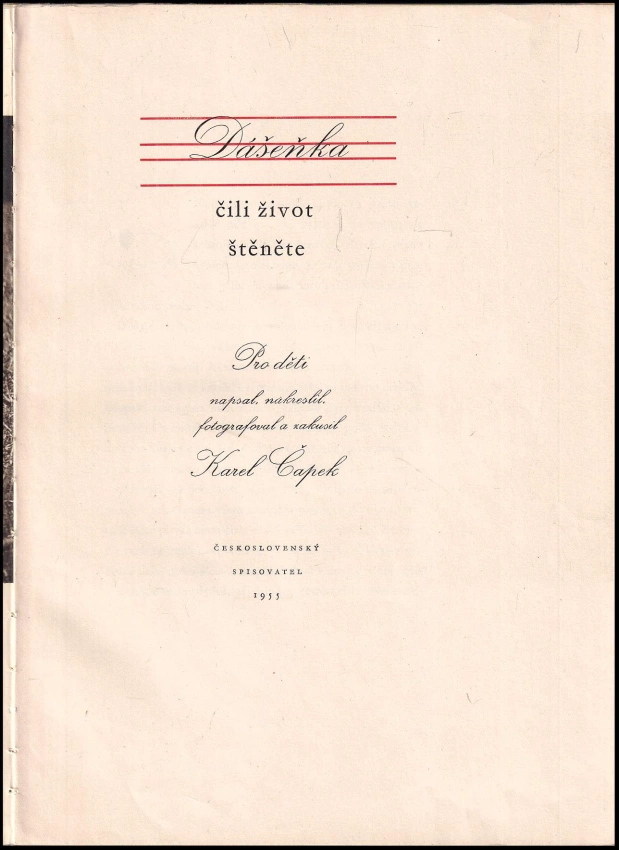 Dášeňka
čili život
štěněte
Pro děti
napsal, nakreslil,
fotografoval a zakusil
Karel Čapek
ČESKOSLOVENSKÝ
SPISOVATEL
1955